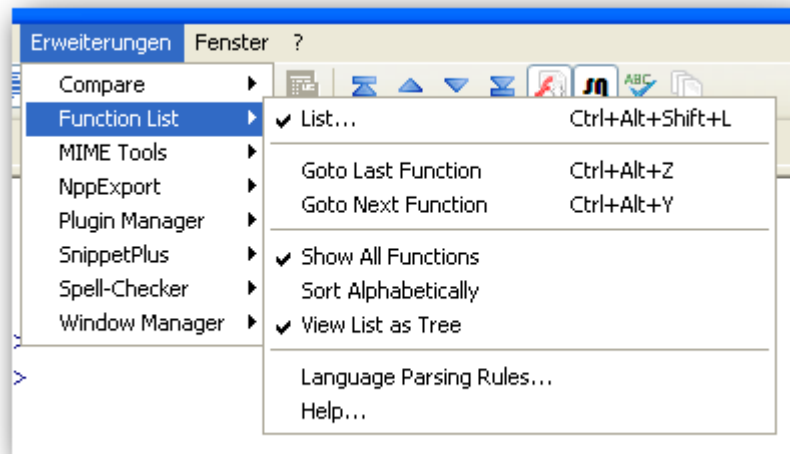 Erweiterungen Fenster ?
Compare
Function List
MIME Tools
NppExport
Plugin Manager
SnippetPlus
Spell-Checker
Window Manager
ABC
List... Ctrl+Alt+Shift+L
Goto Last Function Ctrl+Alt+Z
Goto Next Function Ctrl+Alt+Y
Show All Functions
Sort Alphabetically
View List as Tree
Language Parsing Rules...
Help...
>
>